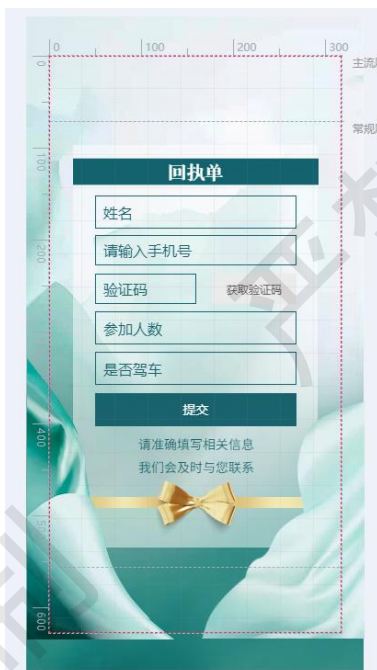 0 100 200 300
主流
常规
100
回执单
姓名
请输入手机号
200
验证码 获取验证码
参加人数
是否驾车
提交
400
请准确填写相关信息
我们会及时与您联系
500
600